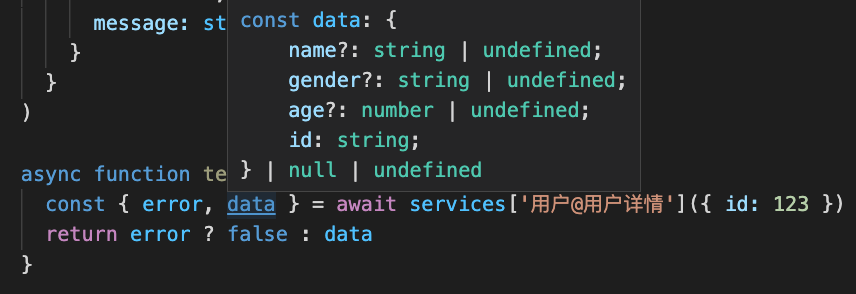 message: st
}
}
)
const data: {
name?: string | undefined;
gender?: string | undefined;
age?: number | undefined;
id: string;
} | null | undefined
async function te
const { error, data } = await services['用户@用户详情']({ id: 123 })
return error ? false : data
}